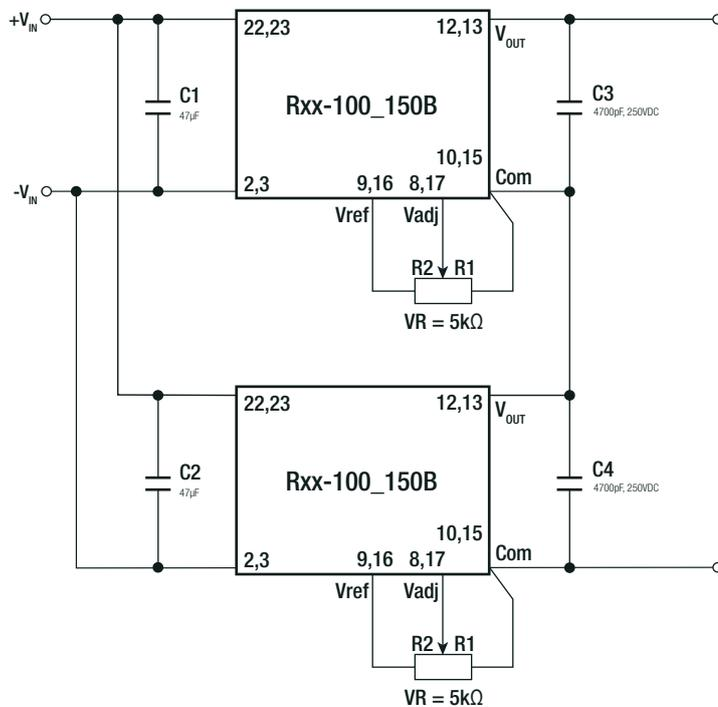 +VIN
22,23
12,13
VOUT
C1
47µF
Rxx-100_150B
C3
4700pF, 250VDC
10,15
Com
-VIN
2,3
9,16
8,17
Vref
Vadj
R2
R1
VR = 5kΩ
22,23
12,13
VOUT
C2
47µF
Rxx-100_150B
C4
4700pF, 250VDC
10,15
Com
2,3
9,16
8,17
Vref
Vadj
R2
R1
VR = 5kΩ